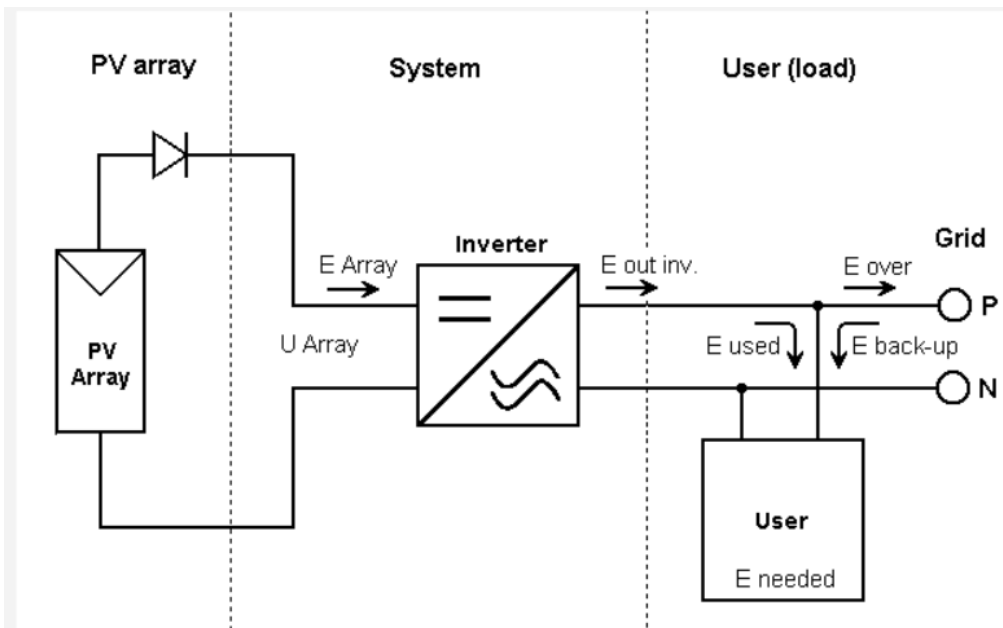 PV array
System
User (load)
Inverter
Grid
E Array
E out inv.
E over
P
U Array
PV
Array
E used
E back-up
N
User
E needed